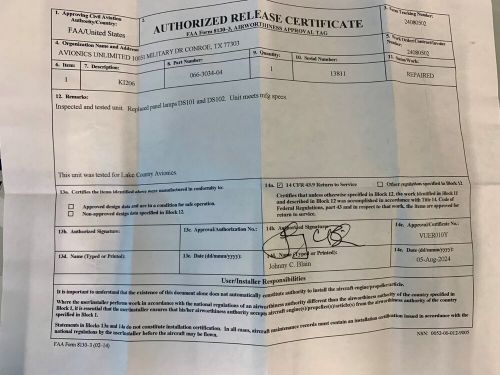 1. Approving Civil Aviation Authority/Country:
FAA/United States
2.
AUTHORIZED RELEASE CERTIFICATE
FAA Form 8130-3, AIRWORTHINESS APPROVAL TAG
3. Form Tracking Number:
24080502
4. Organization Name and Address:
AVIONICS UNLIMITED 10051 MILITARY DR CONROE, TX 77303
5. Work Order/Contract/Invoice Number:
24080502
6. Item:
7. Description:
8. Part Number:
9. Quantity:
10. Serial Number:
11. Status/Work:
1
KI206
066-3034-04
1
13811
REPAIRED
12. Remarks:
Inspected and tested unit. Replaced panel lamps DS101 and DS102. Unit meets mfg specs.
This unit was tested for Lake County Avionics.
13a. Certifies the items identified above were manufactured in conformity to:
Approved design data and are in a condition for safe operation.
Non-approved design data specified in Block 12.
14a. 14 CFR 43.9 Return to Service
Other regulation specified in Block 12
Certifies that unless otherwise specified in Block 12, the work identified in Block 11
and described in Block 12 was accomplished in accordance with Title 14, Code of
Federal Regulations, part 43 and in respect to that work, the items are approved for
return to service.
13b. Authorized Signature:
13c. Approval/Authorization No.:
14b. Authorized Signature:
14c. Approval/Certificate No.:
VUER010Y
13d. Name (Typed or Printed):
13e. Date (dd/mmm/yyyy):
14d. Name (Typed or Printed):
Johnny C. Blain
14e. Date (dd/mmm/yyyy):
05-Aug-2024
User/Installer Responsibilities
It is important to understand that the existence of this document alone does not automatically constitute authority to install the aircraft engine/propeller/article.
Where the user/installer performs work in accordance with the national regulations of an airworthiness authority different than the airworthiness authority of the country specified in
Block 1, it is essential that the user/installer ensures that his/her airworthiness authority accepts aircraft engine(s)/propeller(s)/article(s) from the airworthiness authority of the country
specified in Block 1.
Statements in Blocks 13a and 14a do not constitute installation certification. In all cases, aircraft maintenance records must contain an installation certification issued in accordance with the
national regulations by the user/installer before the aircraft may be flown.
FAA Form 8130-3 (02-14)
NSN: 0052-00-012-9005